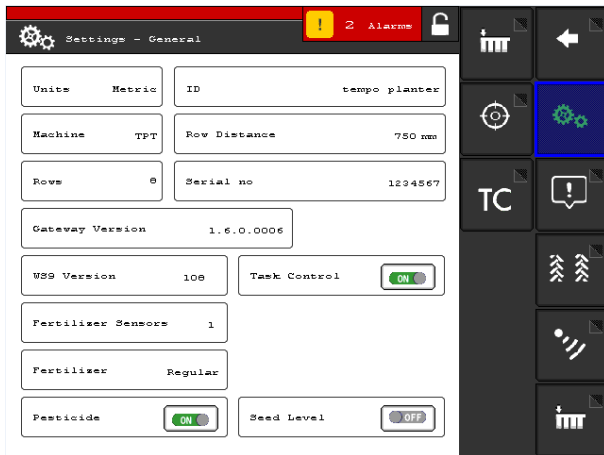 Settings - General
! 2 Alarms
Units Metric
ID tempo planter
Machine TPT
Row Distance 750 mm
Rows 8
Serial no 1234567
Gateway Version 1.6.0.0006
WS9 Version 108
Task Control ON
Fertilizer Sensors 1
Fertilizer Regular
Pesticide ON
Seed Level OFF
TC
!